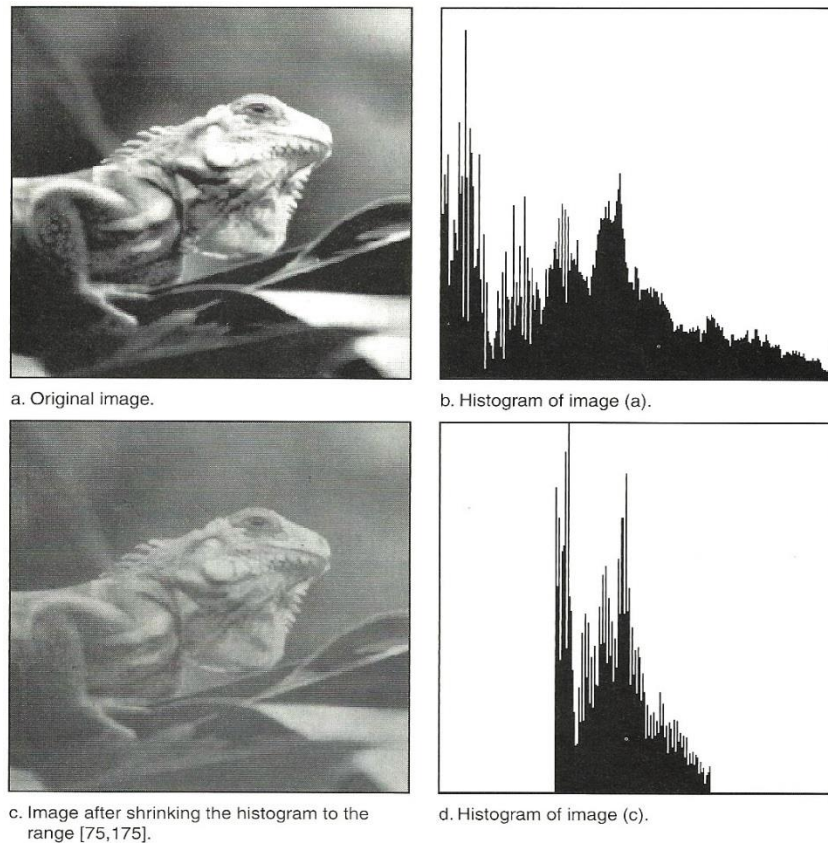 a. Original image.
b. Histogram of image (a).
c. Image after shrinking the histogram to the
range [75,175].
d. Histogram of image (c).